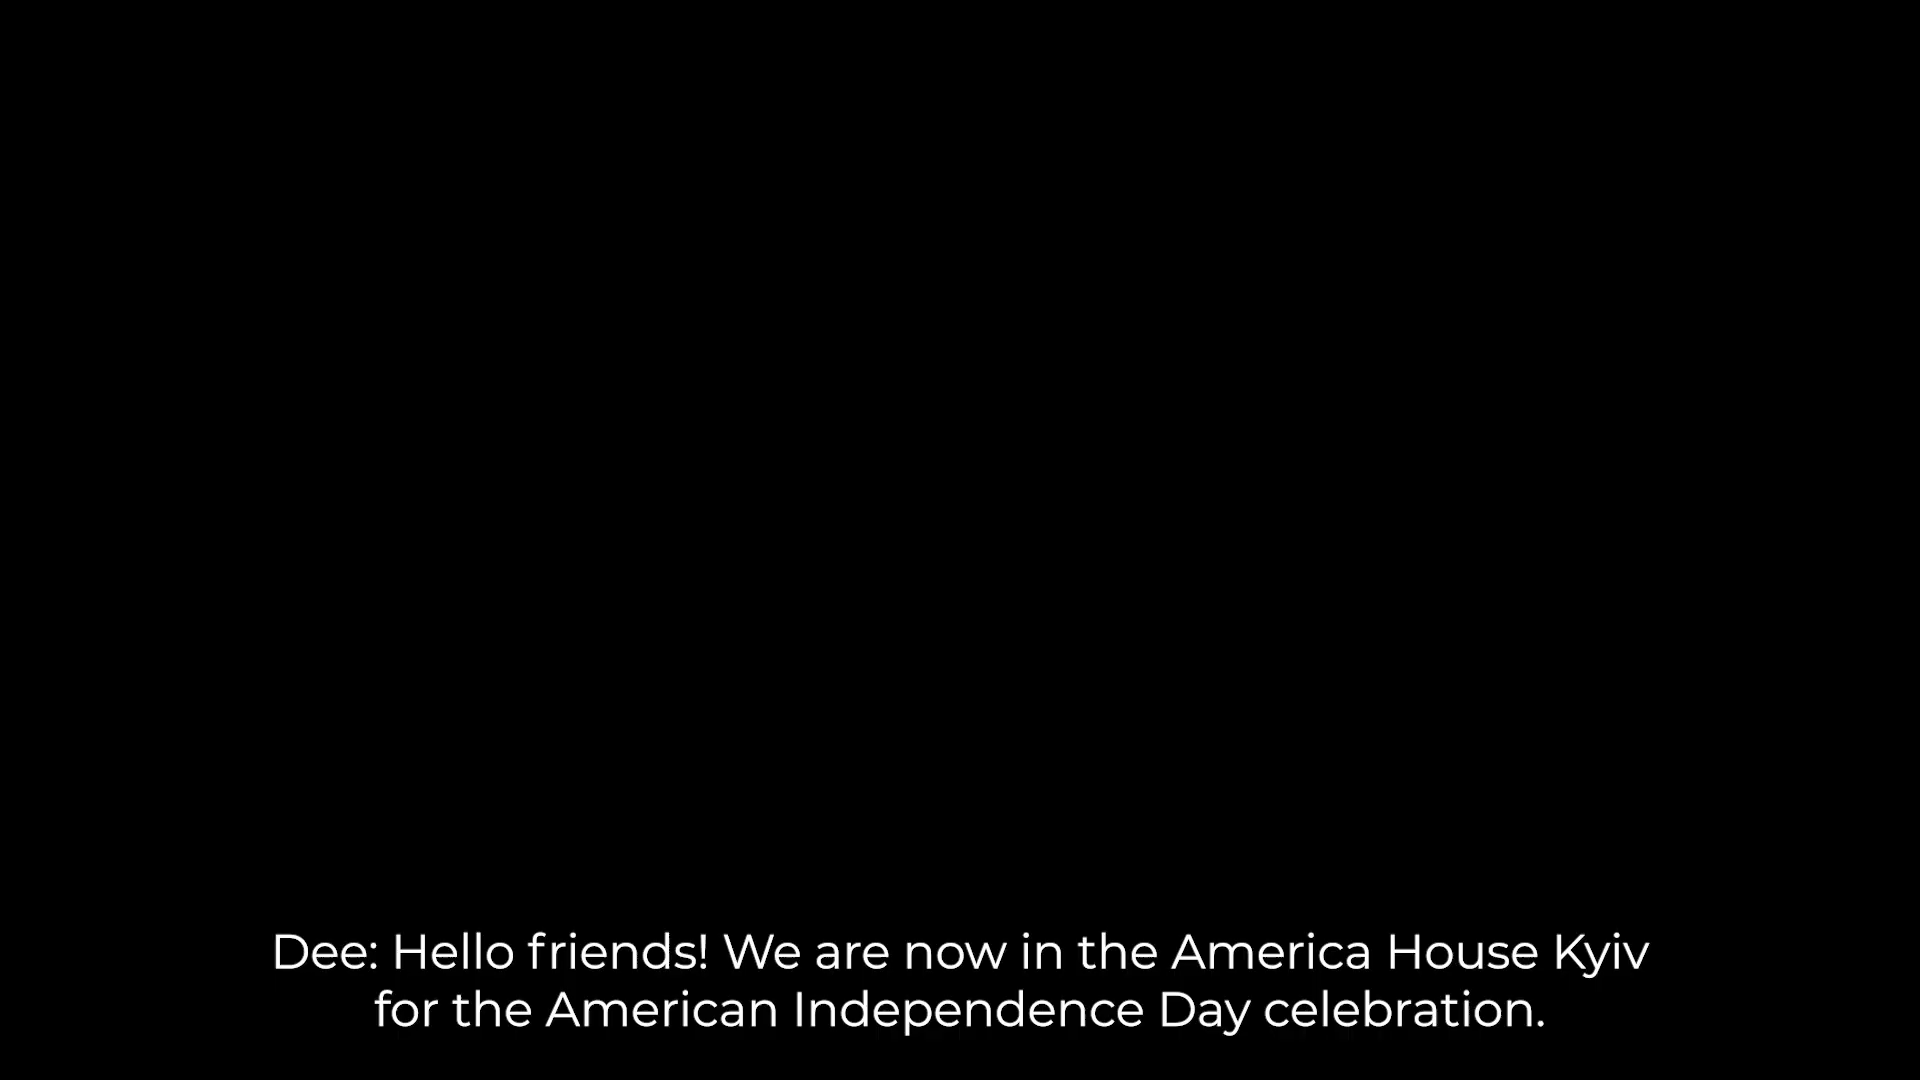 Dee: Hello friends! We are now in the America House Kyiv
for the American Independence Day celebration.